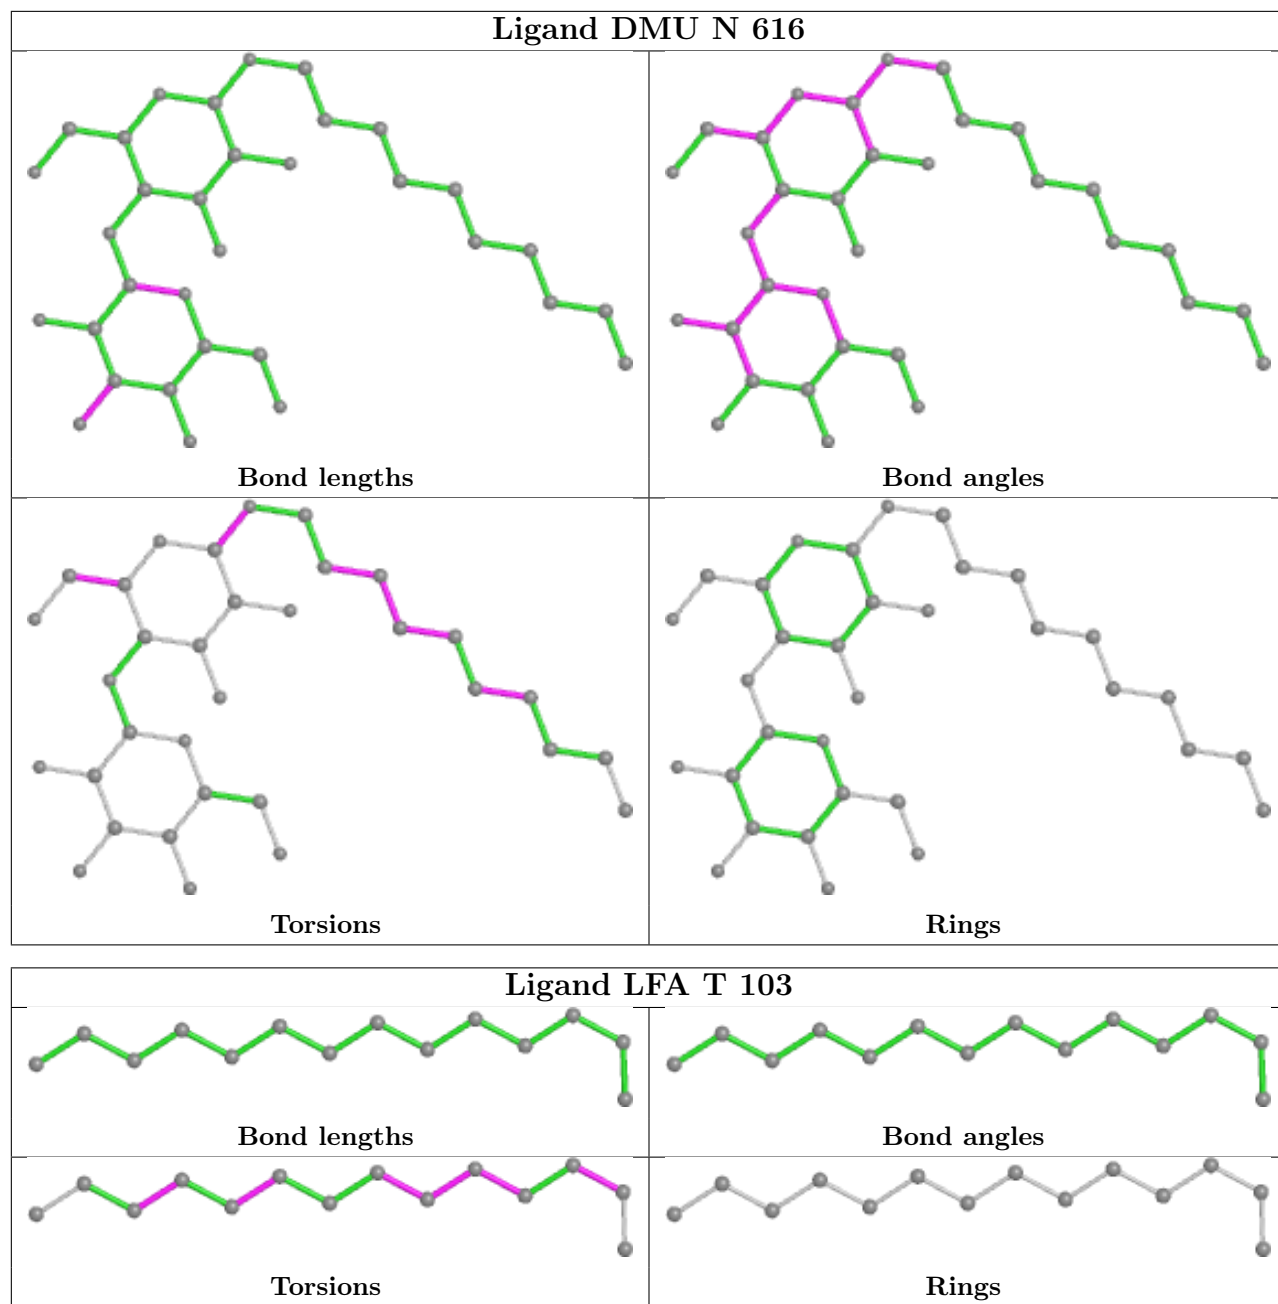 Ligand DMU N 616
Bond lengths
Bond angles
Torsions
Rings
Ligand LFA T 103
Bond lengths
Bond angles
Torsions
Rings